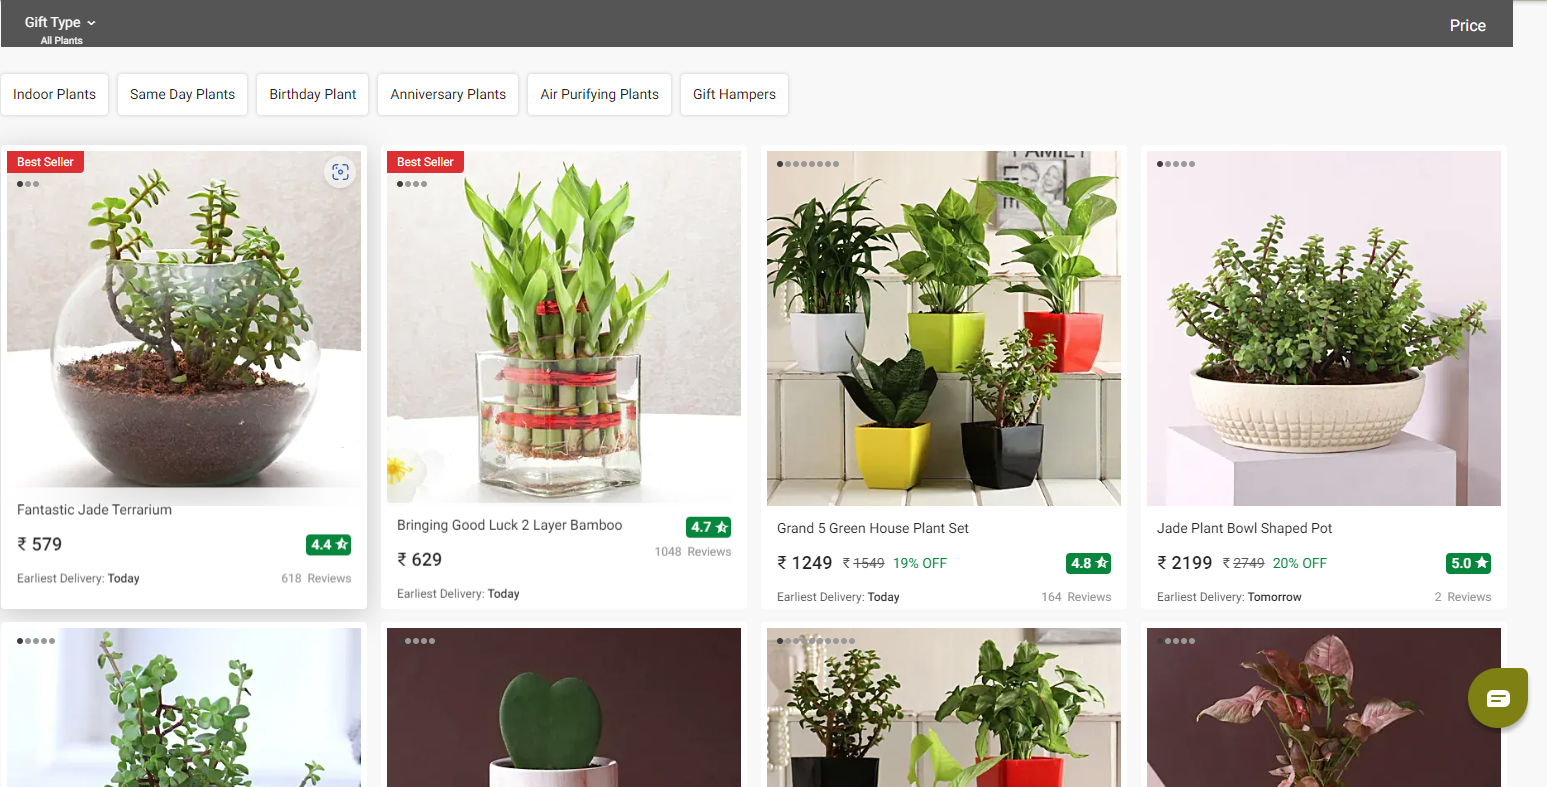 Gift Type
All Plants
Price
Indoor Plants
Same Day Plants
Birthday Plant
Anniversary Plants
Air Purifying Plants
Gift Hampers
Best Seller
Fantastic Jade Terrarium
₹ 579
4.4
Earliest Delivery: Today
618 Reviews
Best Seller
Bringing Good Luck 2 Layer Bamboo
4.7
1048 Reviews
₹ 629
Earliest Delivery: Today
FAMILY
Grand 5 Green House Plant Set
₹ 1249 ₹ 1549 19% OFF
4.8
Earliest Delivery: Today
164 Reviews
Jade Plant Bowl Shaped Pot
₹ 2199 ₹ 2749 20% OFF
5.0
Earliest Delivery: Tomorrow
2 Reviews